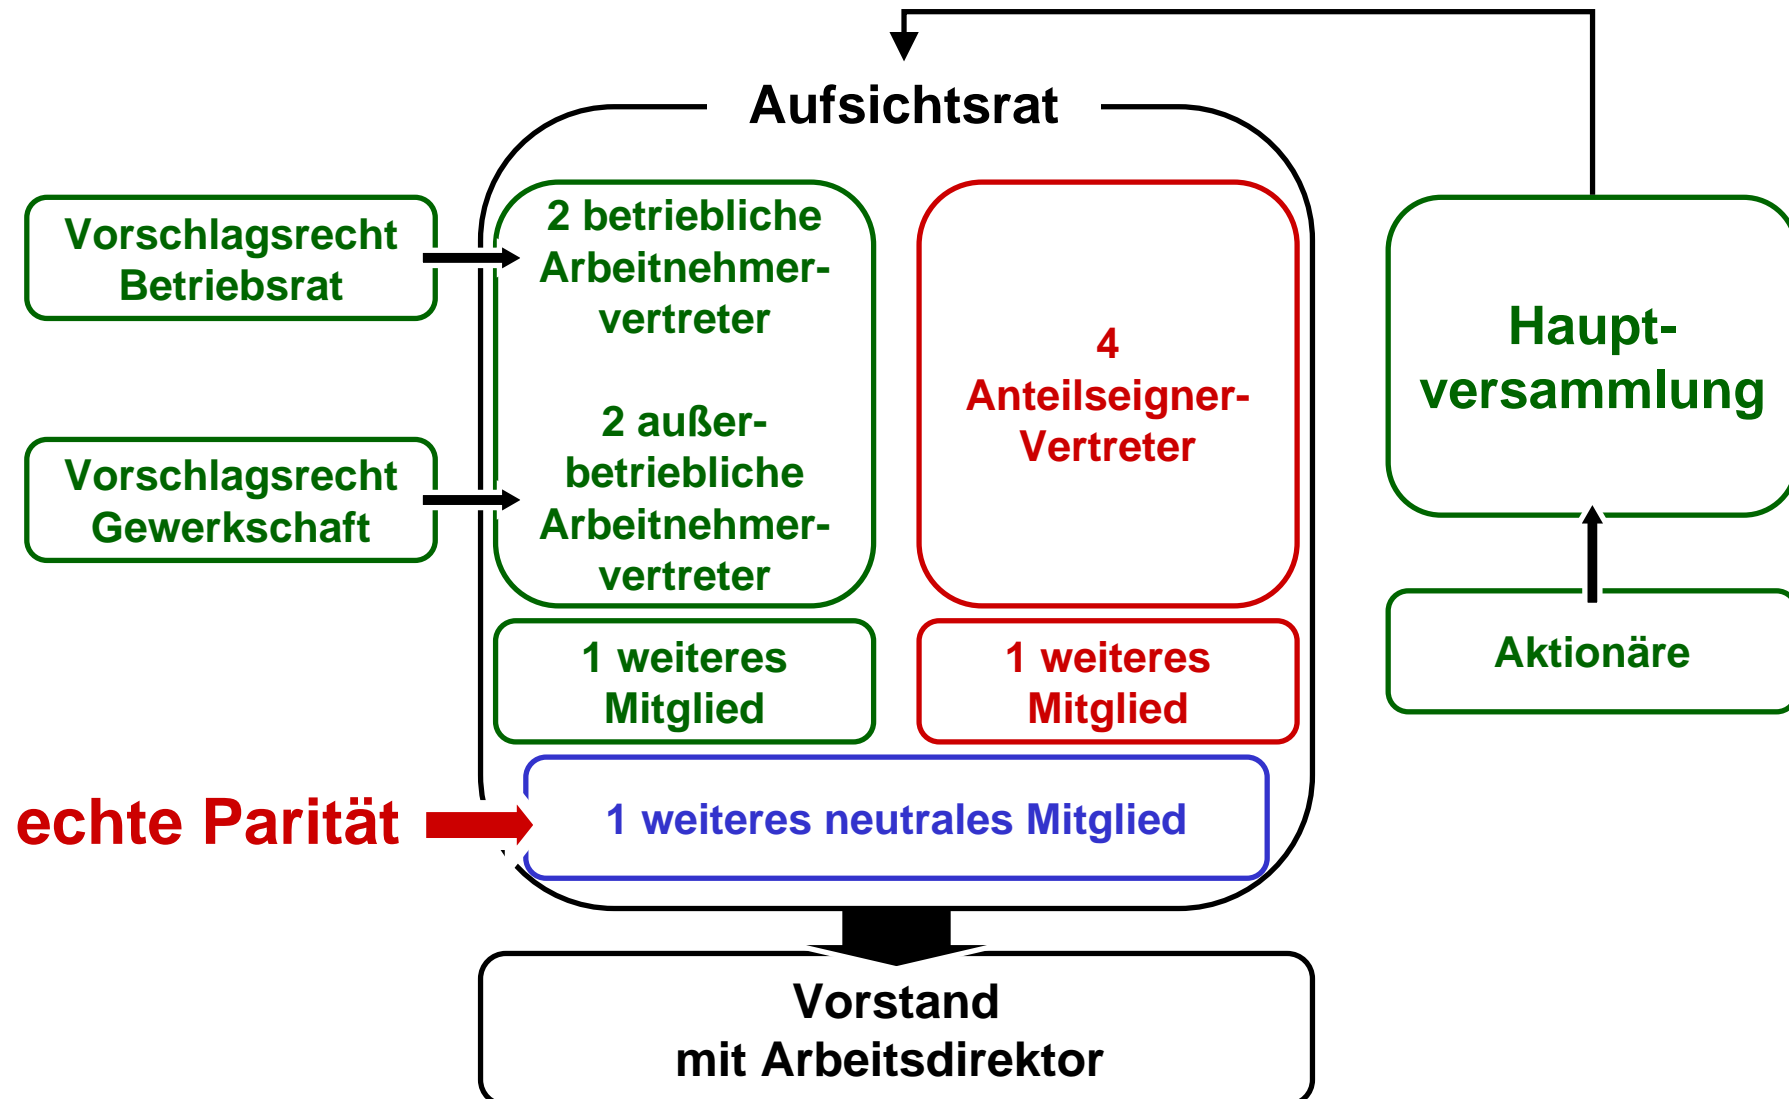 Aufsichtsrat
Vorschlagsrecht
Betriebsrat
Vorschlagsrecht
Gewerkschaft
2 betriebliche
Arbeitnehmer-
vertreter
2 außer-
betriebliche
Arbeitnehmer-
vertreter
4
Anteilseigner-
Vertreter
Haupt-
versammlung
Aktionäre
1 weiteres
Mitglied
1 weiteres
Mitglied
echte Parität
1 weiteres neutrales Mitglied
Vorstand
mit Arbeitsdirektor